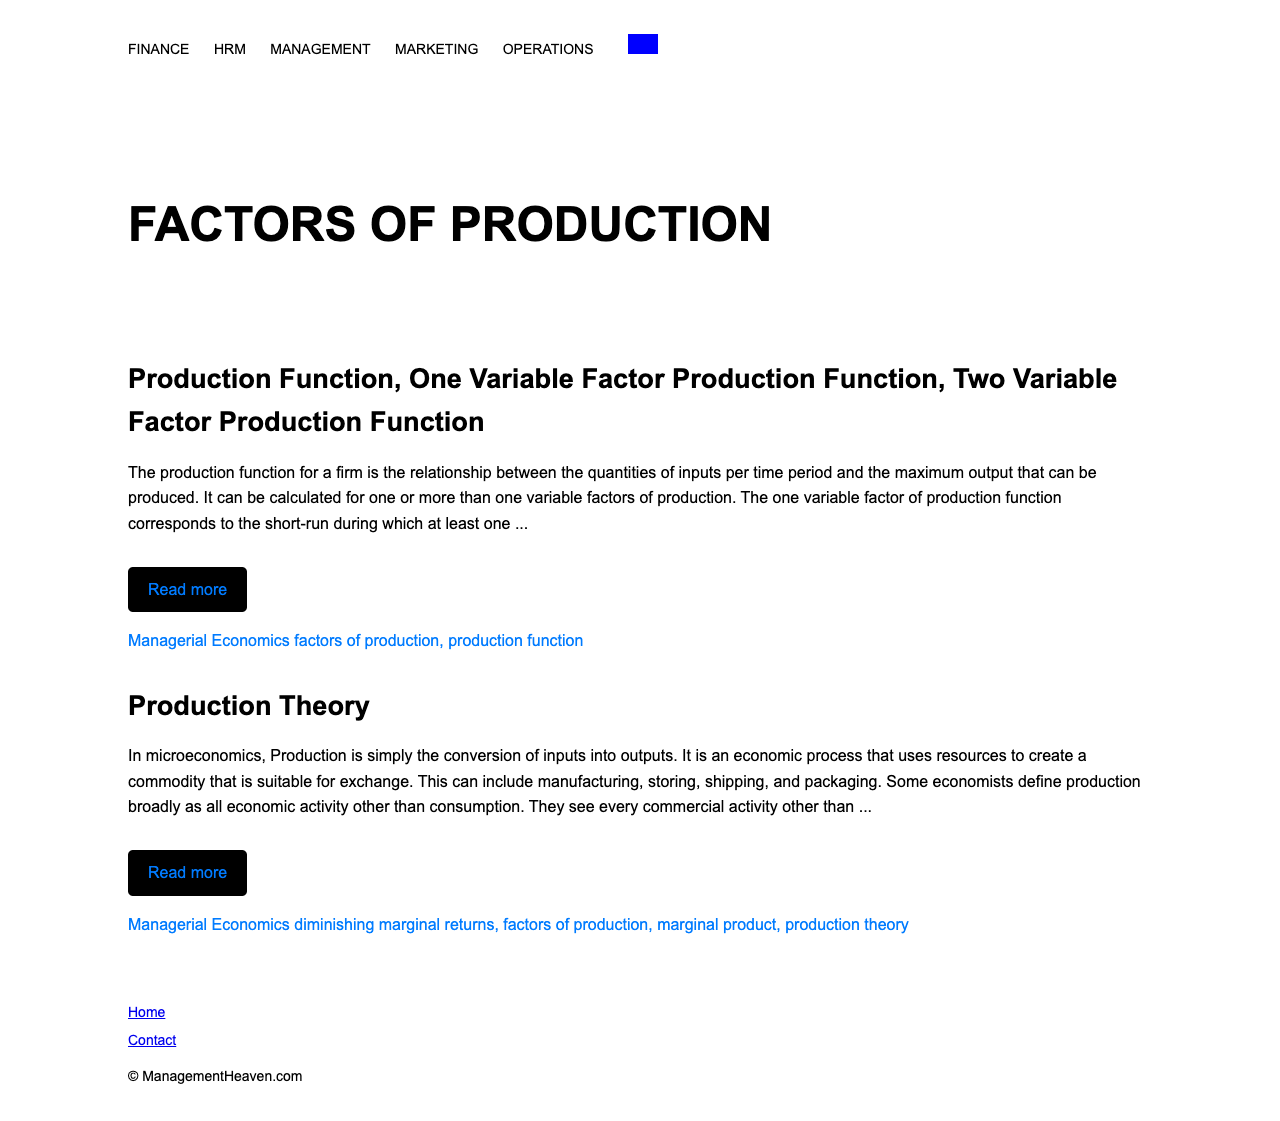 FINANCE HRM MANAGEMENT MARKETING OPERATIONS
FACTORS OF PRODUCTION
Production Function, One Variable Factor Production Function, Two Variable
Factor Production Function
The production function for a firm is the relationship between the quantities of inputs per time period and the maximum output that can be
produced. It can be calculated for one or more than one variable factors of production. The one variable factor of production function
corresponds to the short-run during which at least one ...
Read more
Managerial Economics factors of production, production function
Production Theory
In microeconomics, Production is simply the conversion of inputs into outputs. It is an economic process that uses resources to create a
commodity that is suitable for exchange. This can include manufacturing, storing, shipping, and packaging. Some economists define production
broadly as all economic activity other than consumption. They see every commercial activity other than ...
Read more
Managerial Economics diminishing marginal returns, factors of production, marginal product, production theory
Home
Contact
© ManagementHeaven.com